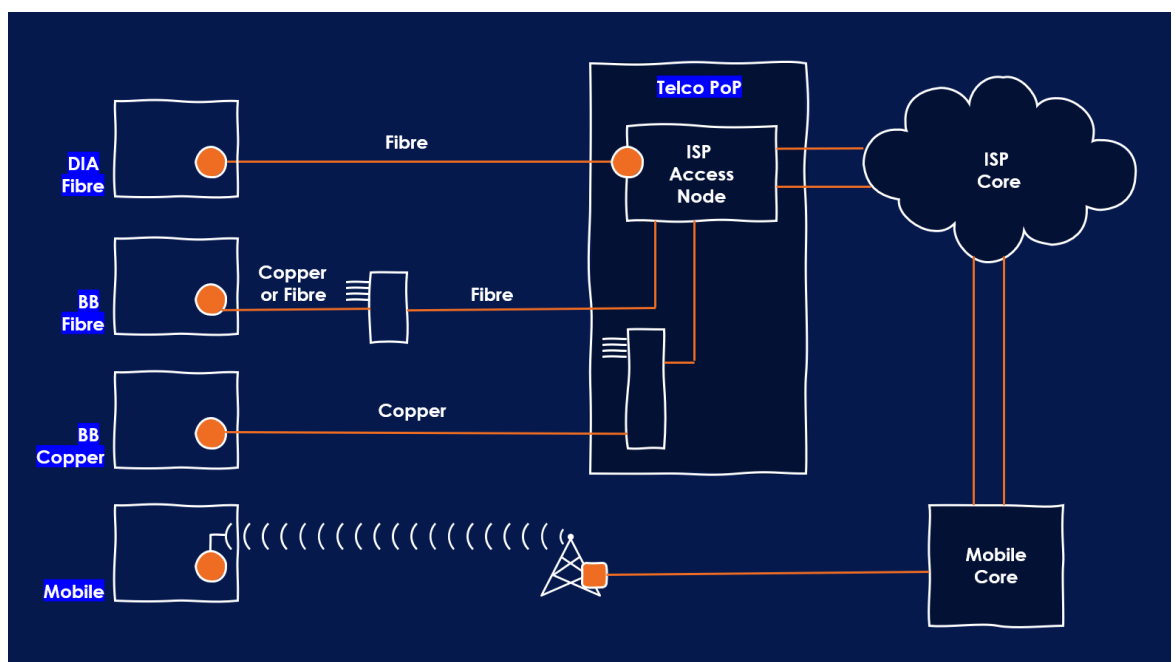 Telco PoP
DIA
Fibre
Fibre
ISP
Access
Node
ISP
Core
BB
Fibre
Copper
or Fibre
Fibre
BB
Copper
Copper
Mobile
Mobile
Core